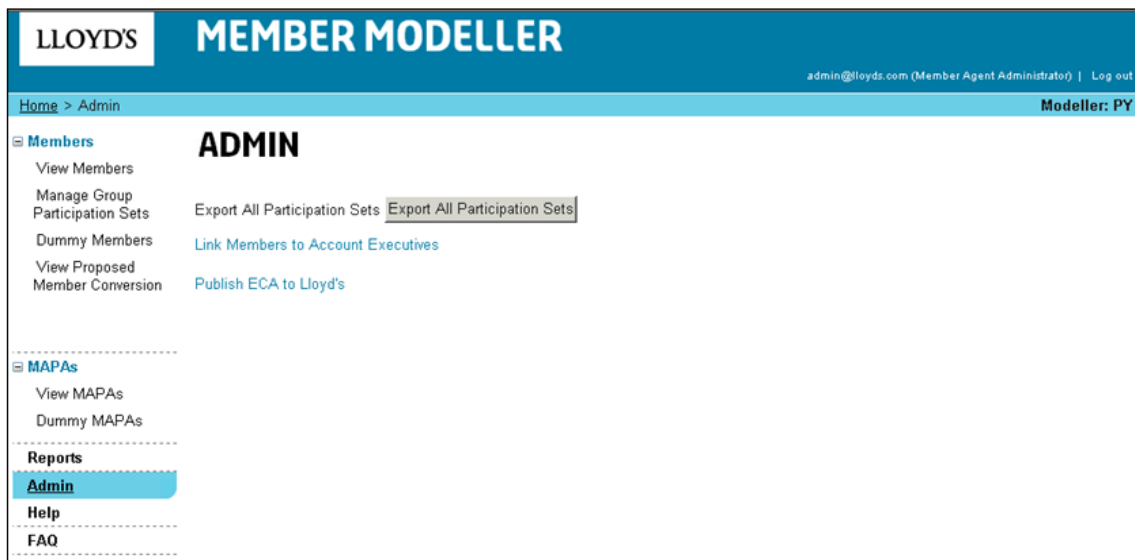 LLOYD'S
MEMBER MODELLER
admin@lloyds.com (Member Agent Administrator) | Log out
Home > Admin
Modeller: PY
Members
View Members
Manage Group
Participation Sets
Dummy Members
View Proposed
Member Conversion
MAPAs
View MAPAs
Dummy MAPAs
Reports
Admin
Help
FAQ
ADMIN
Export All Participation Sets Export All Participation Sets
Link Members to Account Executives
Publish ECA to Lloyd's